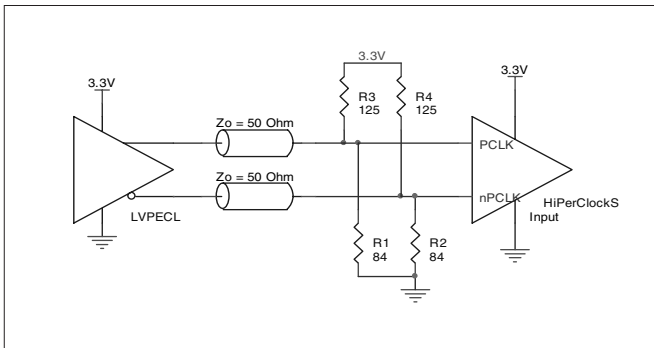 3.3V
3.3V
3.3V
R3
125
R4
125
Zo = 50 Ohm
PCLK
Zo = 50 Ohm
nPCLK
HiPerClockS
Input
LVPECL
R1
84
R2
84